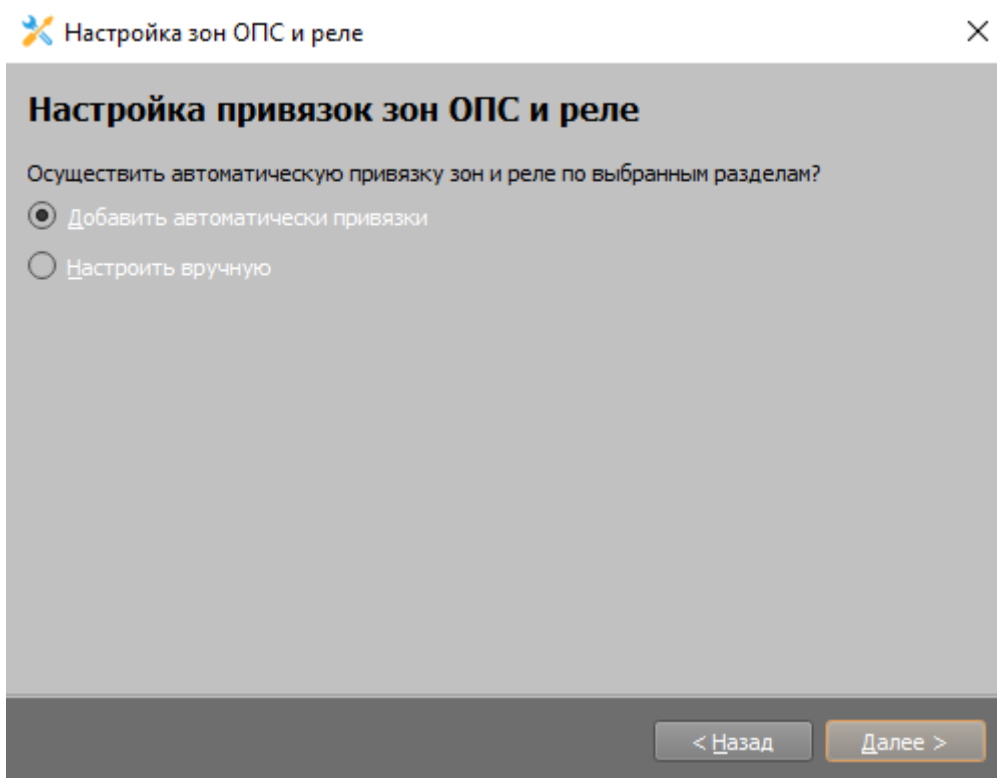 Настройка зон ОПС и реле
Настройка привязок зон ОПС и реле
Осуществить автоматическую привязку зон и реле по выбранным разделам?
Добавить автоматически привязки
Настроить вручную
< Назад
Далее >